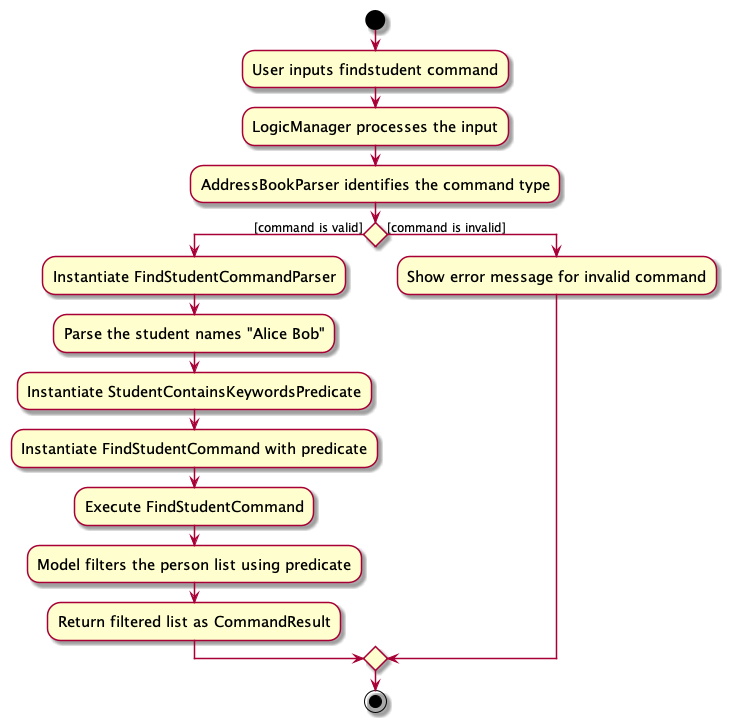 User inputs findstudent command
LogicManager processes the input
AddressBookParser identifies the command type
[command is valid]
[command is invalid]
Instantiate FindStudentCommandParser
Show error message for invalid command
Parse the student names "Alice Bob"
Instantiate StudentContainsKeywordsPredicate
Instantiate FindStudentCommand with predicate
Execute FindStudentCommand
Model filters the person list using predicate
Return filtered list as CommandResult